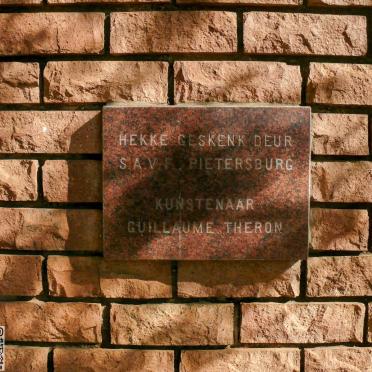 HEKKE GESKENK DEUR
S.A.V.F., PIETERSBURG
KUNSTENAAR
GUILLAUME THERON